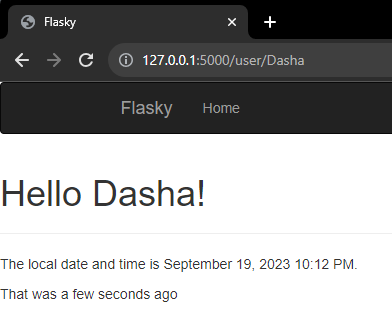 Flasky
127.0.0.1:5000/user/Dasha
Flasky Home
Hello Dasha!
The local date and time is September 19, 2023 10:12 PM.
That was a few seconds ago